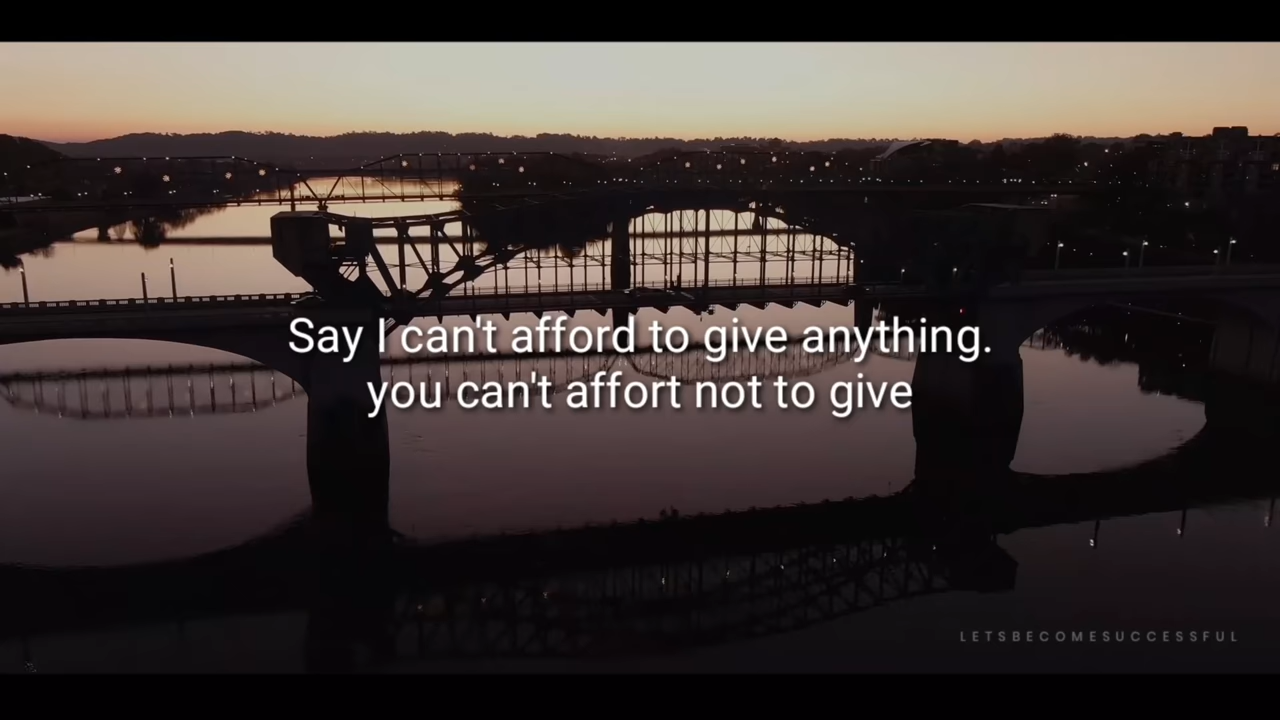 Say I can't afford to give anything.
you can't affort not to give
LETSBECOMESUCCESSFUL